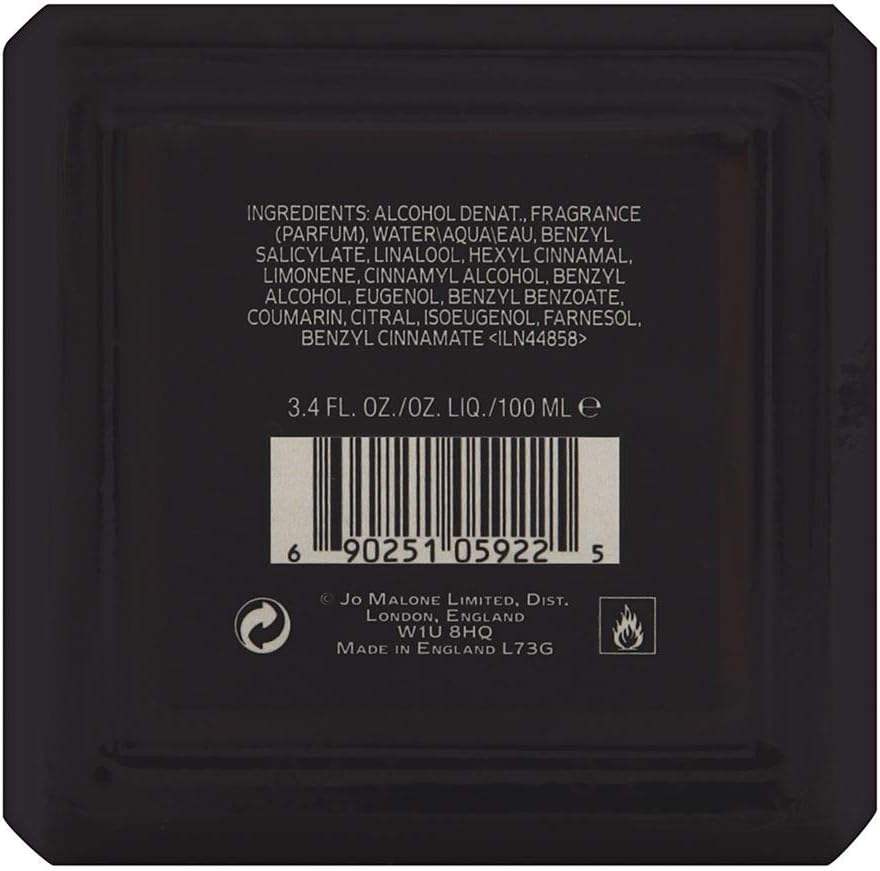 INGREDIENTS: ALCOHOL DENAT., FRAGRANCE
(PARFUM), WATER\AQUA\EAU, BENZYL
SALICYLATE, LINALOOL, HEXYL CINNAMAL,
LIMONENE, CINNAMYL ALCOHOL, BENZYL
ALCOHOL, EUGENOL, BENZYL BENZOATE,
COUMARIN, CITRAL, ISOEUGENOL, FARNESOL,
BENZYL CINNAMATE <ILN44858>
3.4 FL. OZ./OZ. LIQ./100 ML ℮
6 90251 05922 5
© JO MALONE LIMITED, DIST.
LONDON, ENGLAND
W1U 8HQ
MADE IN ENGLAND L73G